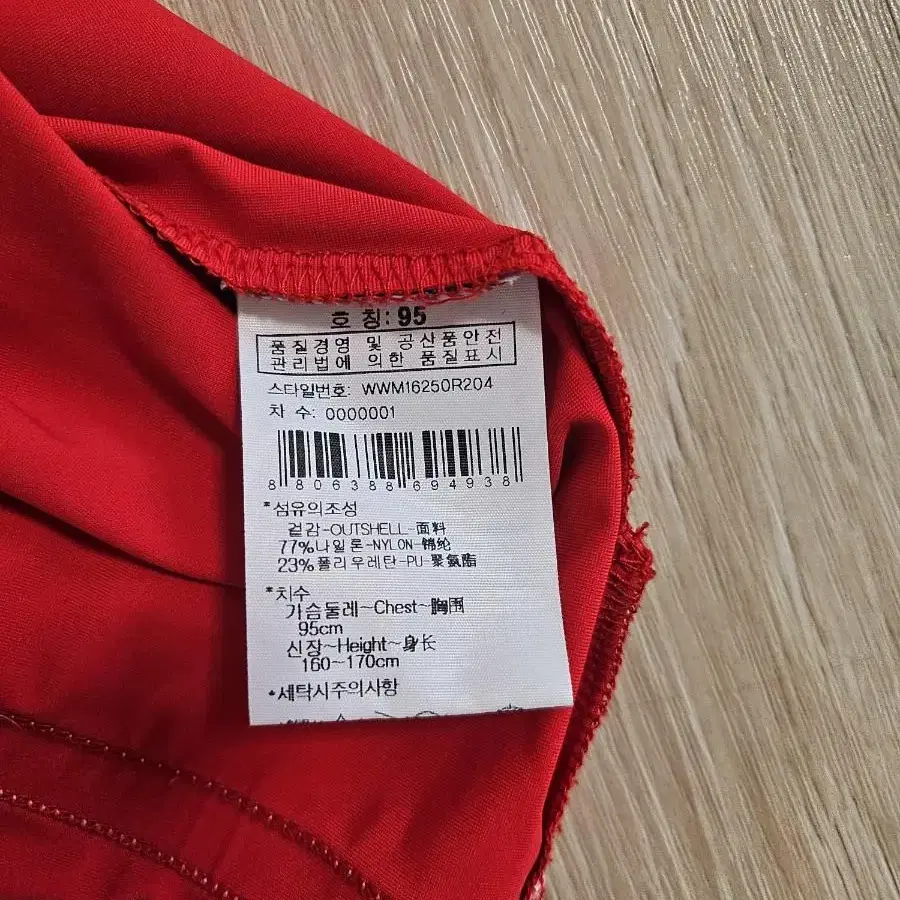 호 칭: 95
품질경영 및 공산품안전
관리법에 의한 품질표시
스타일번호: WWM16250R204
차 수: 0000001
8 806388 694938
*섬유의조성
겉감-OUTSHELL-面料
77%나일론-NYLON-锦纶
23%폴리우레탄-PU-聚氨酯
*치수
가슴둘레~Chest~胸围
95cm
신장~Height~身长
160~170cm
*세탁시주의사항